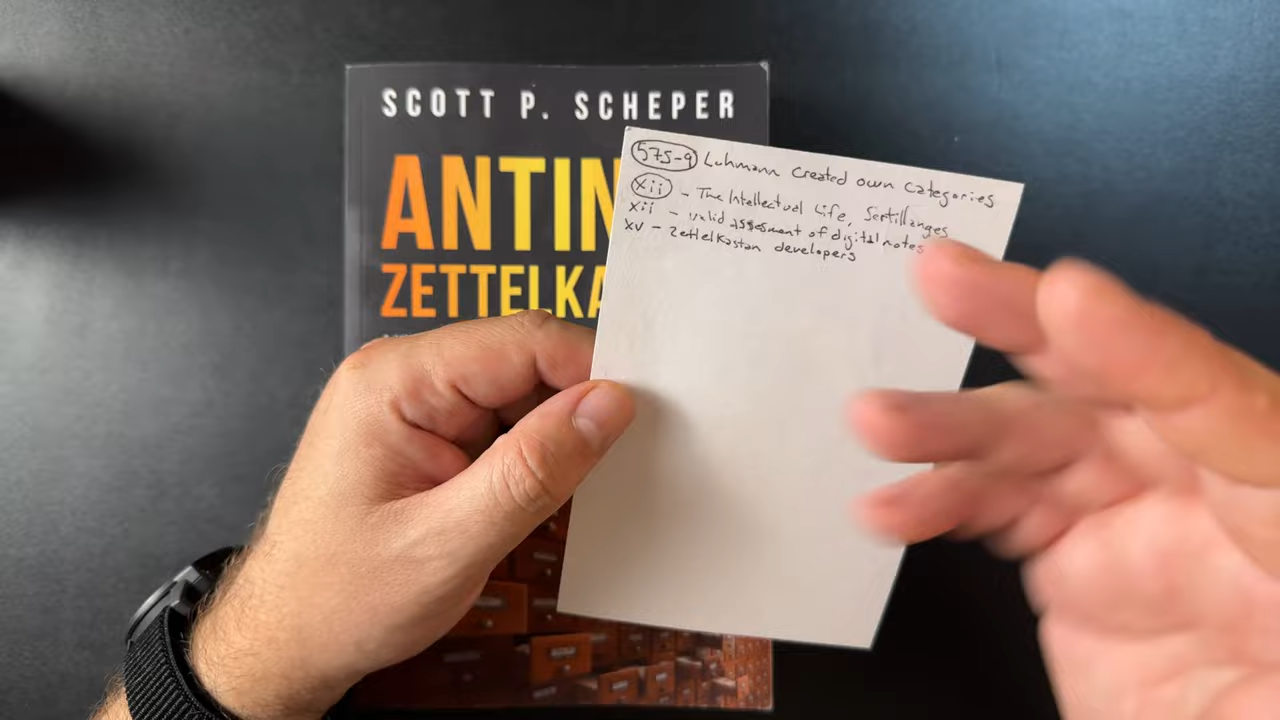 SCOTT P. SCHEPER
ANTIN
ZETTELKA
575-9 Luhmann created own categories
xii - The Intellectual Life, Sertillanges
xii - valid assesment of digital notes
xv - Zettelkastan developers